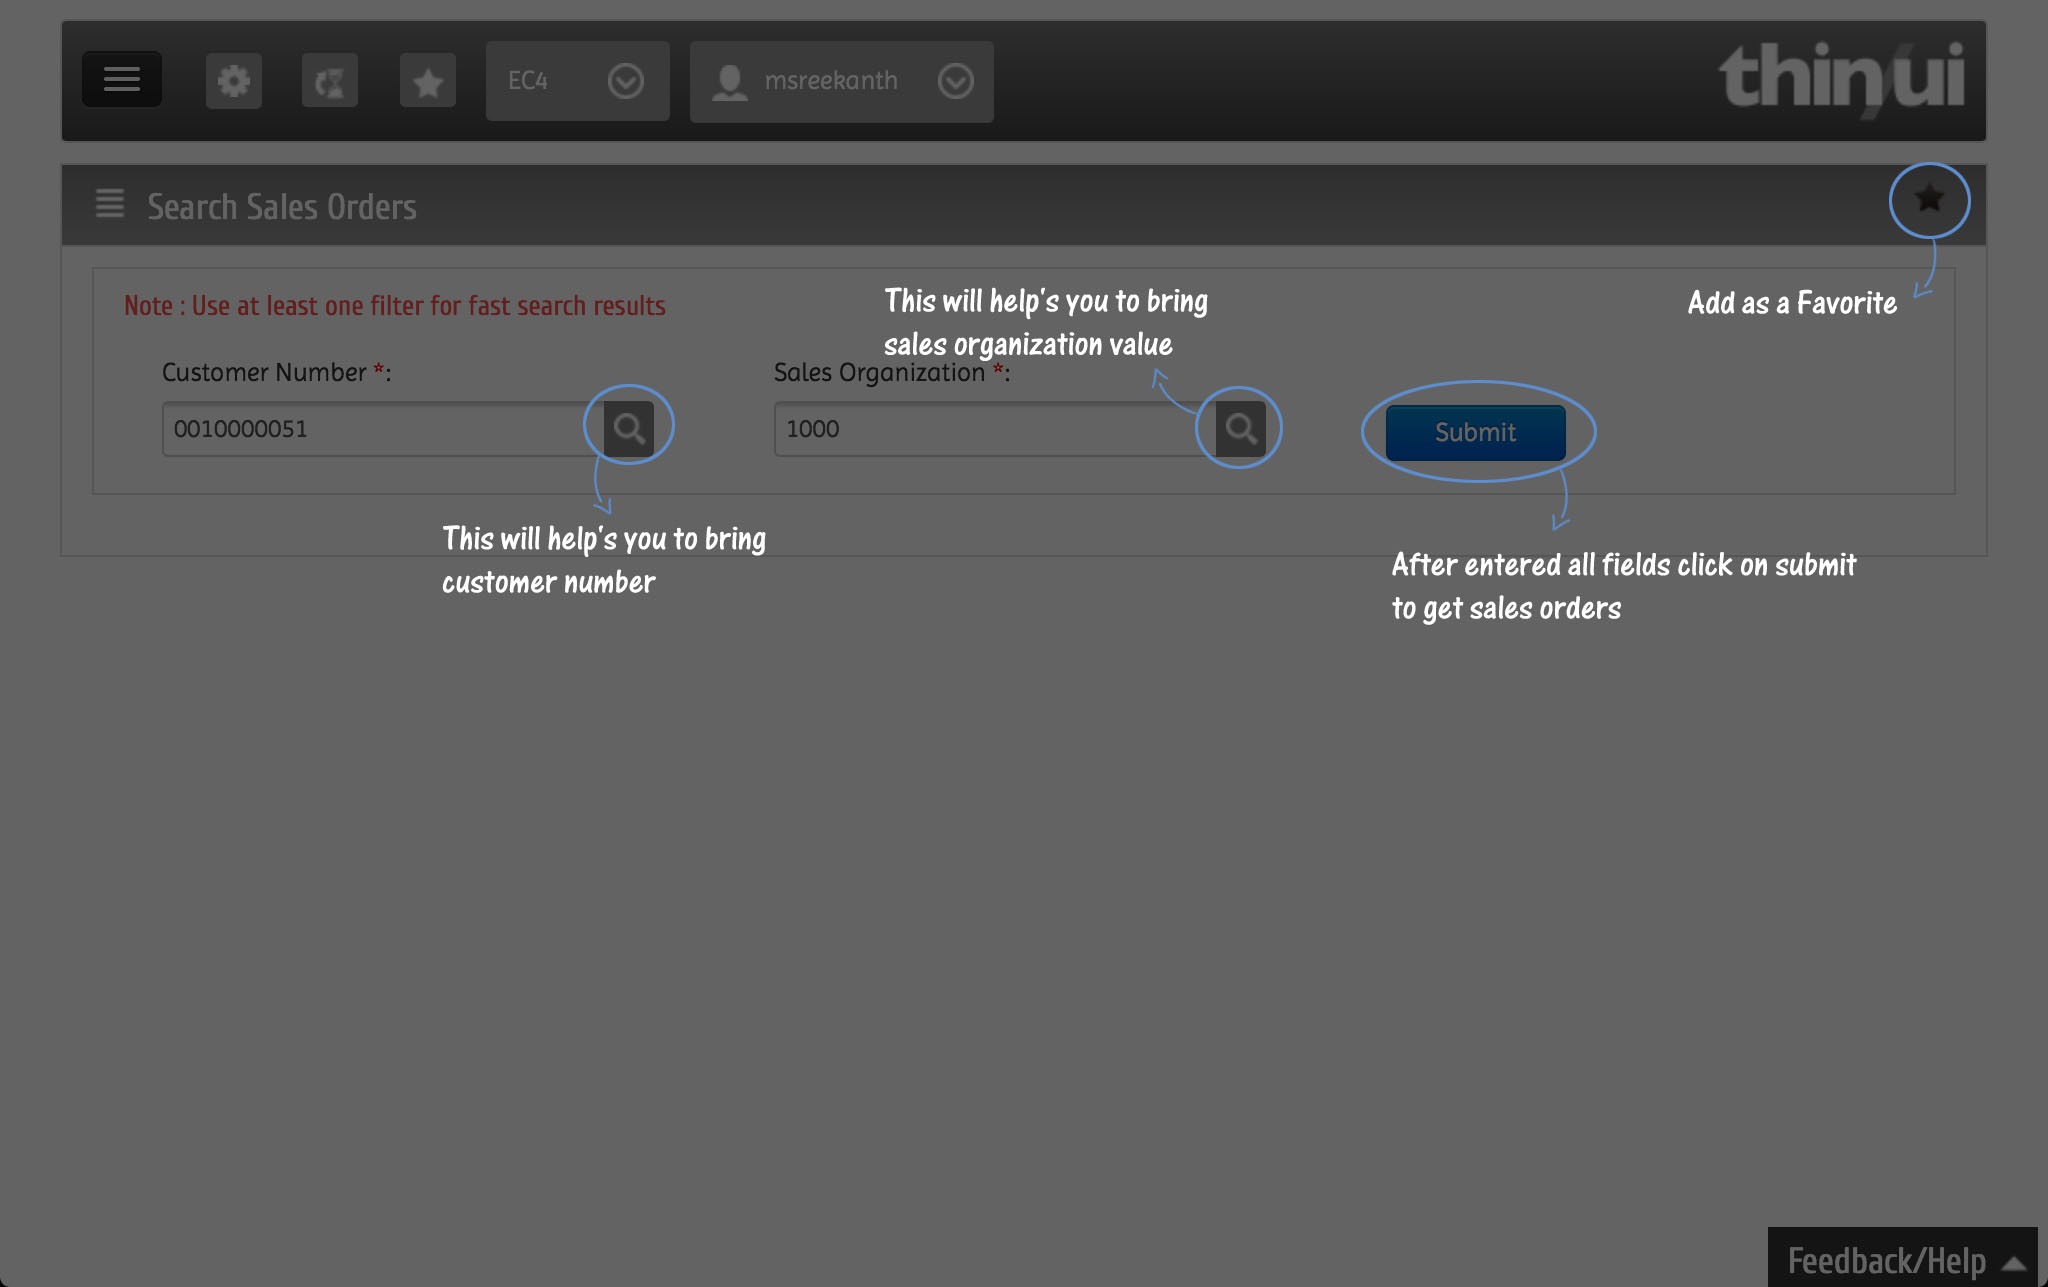 EC4
msreekanth
thin/ui
Search Sales Orders
Note : Use at least one filter for fast search results
This will help's you to bring
sales organization value
Add as a Favorite
Customer Number *:
Sales Organization *:
0010000051
1000
Submit
This will help's you to bring
customer number
After entered all fields click on submit
to get sales orders
Feedback/Help